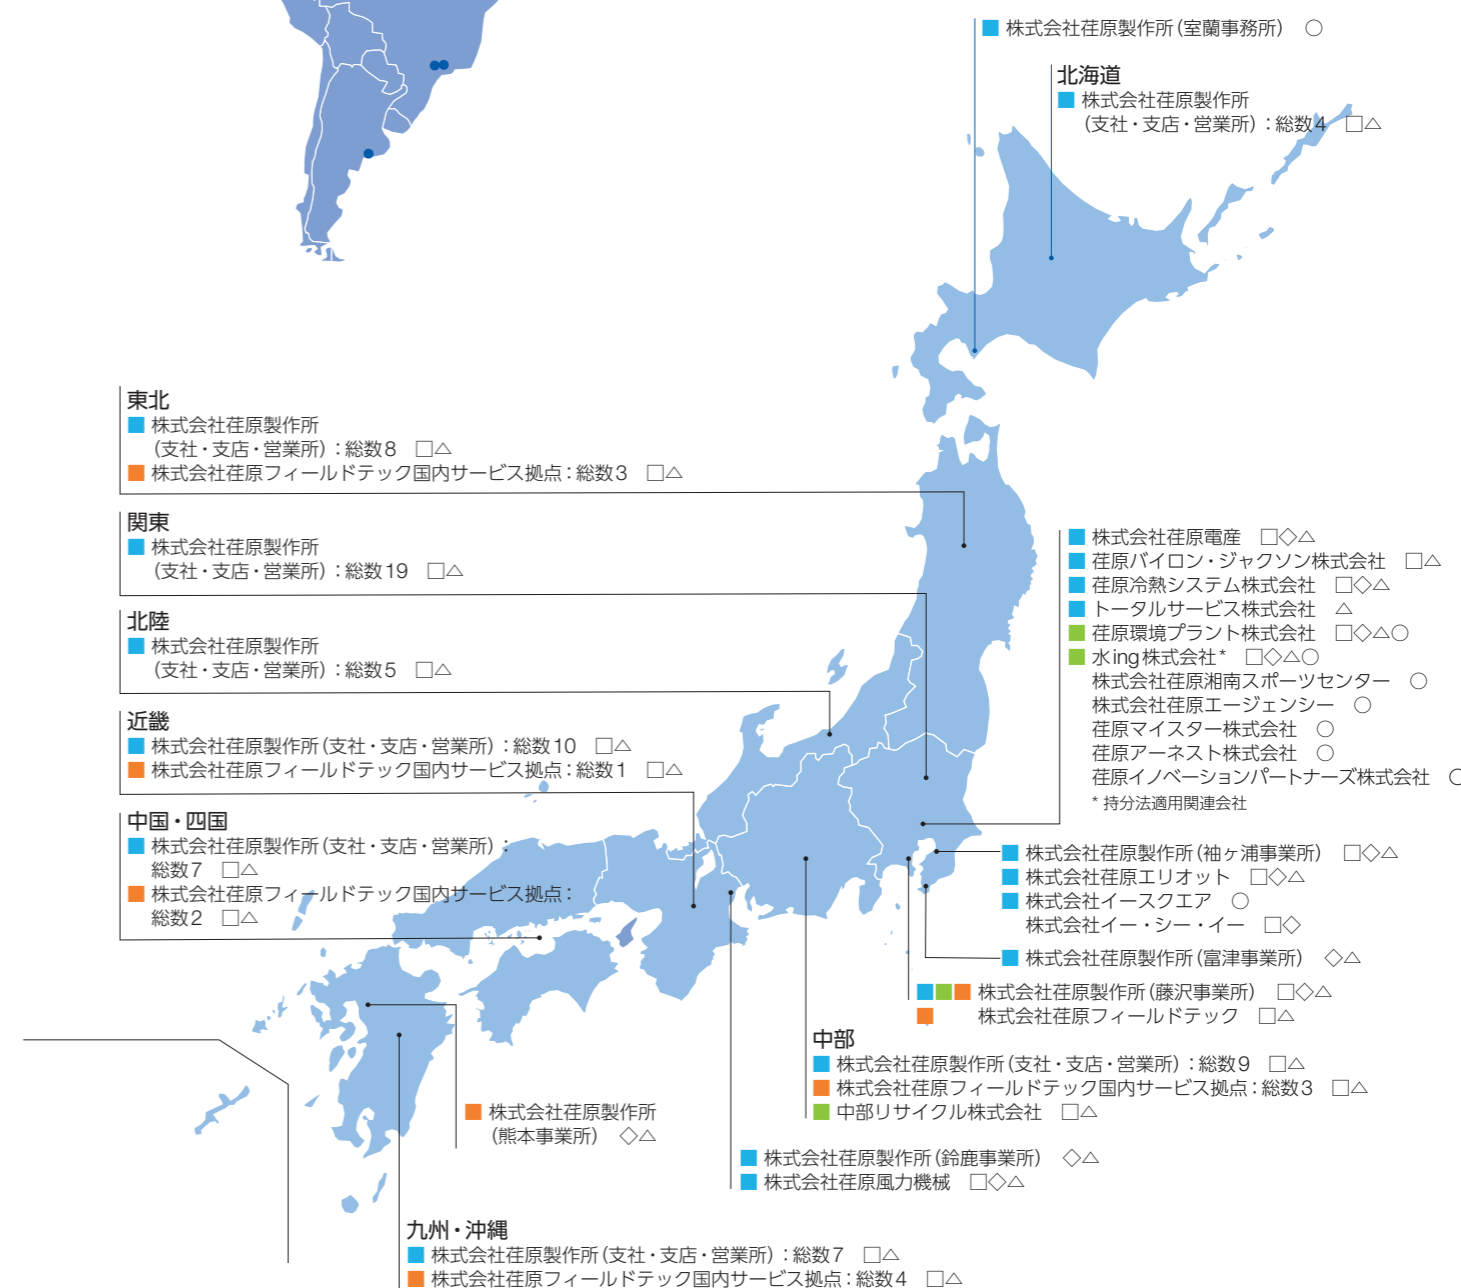 ■ 株式会社荏原製作所(室蘭事務所) ○
北海道
■ 株式会社荏原製作所
(支社・支店・営業所):総数4 □△
東北
■ 株式会社荏原製作所
(支社・支店・営業所):総数8 □△
■ 株式会社荏原フィールドテック国内サービス拠点:総数3 □△
関東
■ 株式会社荏原製作所
(支社・支店・営業所):総数19 □△
北陸
■ 株式会社荏原製作所
(支社・支店・営業所):総数5 □△
近畿
■ 株式会社荏原製作所(支社・支店・営業所):総数10 □△
■ 株式会社荏原フィールドテック国内サービス拠点:総数1 □△
中国・四国
■ 株式会社荏原製作所(支社・支店・営業所):
総数7 □△
■ 株式会社荏原フィールドテック国内サービス拠点:
総数2 □△
■ 株式会社荏原電産 □◇△
■ 荏原バイロン・ジャクソン株式会社 □△
■ 荏原冷熱システム株式会社 □◇△
■ トータルサービス株式会社 △
■ 荏原環境プラント株式会社 □◇△○
■ 水ing株式会社* □◇△○
株式会社荏原湘南スポーツセンター ○
株式会社荏原エージェンシー ○
荏原マイスター株式会社 ○
荏原アーネスト株式会社 ○
荏原イノベーションパートナーズ株式会社 ○
* 持分法適用関連会社
■ 株式会社荏原製作所(袖ヶ浦事業所) □◇△
■ 株式会社荏原エリオット □◇△
■ 株式会社イースクエア ○
株式会社イー・シー・イー □◇
■ 株式会社荏原製作所(富津事業所) ◇△
■■■ 株式会社荏原製作所(藤沢事業所) □◇△
■ 株式会社荏原フィールドテック □△
中部
■ 株式会社荏原製作所(支社・支店・営業所):総数9 □△
■ 株式会社荏原フィールドテック国内サービス拠点:総数3 □△
■ 中部リサイクル株式会社 □△
■ 株式会社荏原製作所
(熊本事業所) ◇△
■ 株式会社荏原製作所(鈴鹿事業所) ◇△
■ 株式会社荏原風力機械 □◇△
九州・沖縄
■ 株式会社荏原製作所(支社・支店・営業所):総数7 □△
■ 株式会社荏原フィールドテック国内サービス拠点:総数4 □△